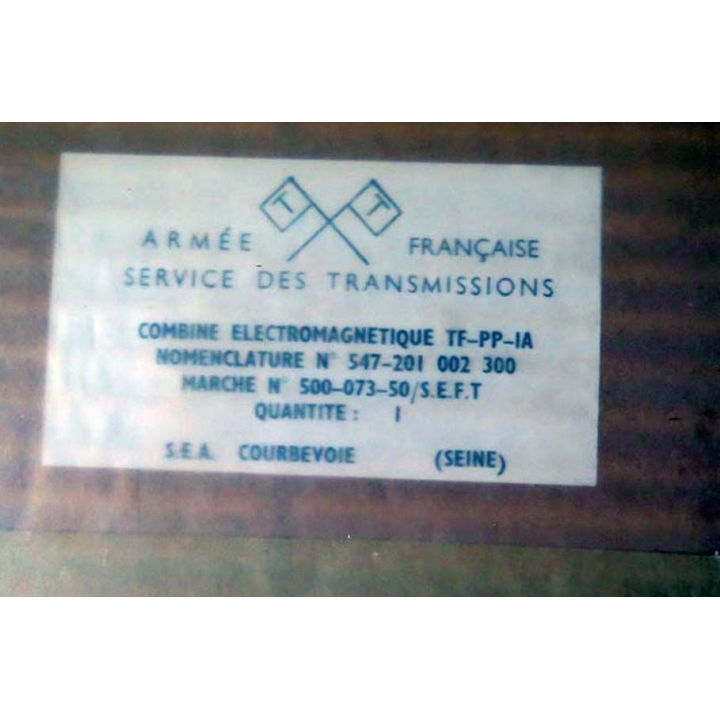 T T
ARMÉE FRANÇAISE
SERVICE DES TRANSMISSIONS
COMBINE ELECTROMAGNETIQUE TF-PP-IA
NOMENCLATURE N° 547-201 002 300
MARCHE N° 500-073-50/S.E.F.T
QUANTITE : 1
S.E.A. COURBEVOIE (SEINE)